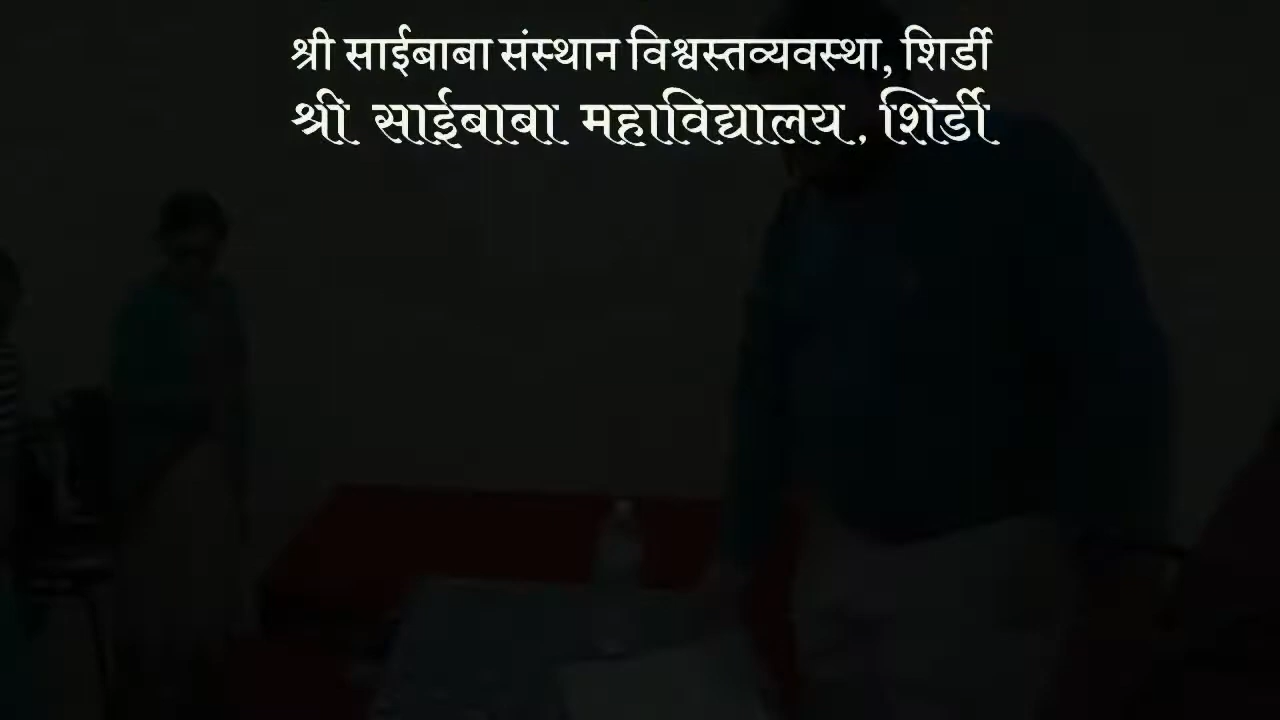 श्री साईबाबा संस्थान विश्वस्तव्यवस्था, शिर्डी
श्री साईबाबा महाविद्यालय, शिर्डी